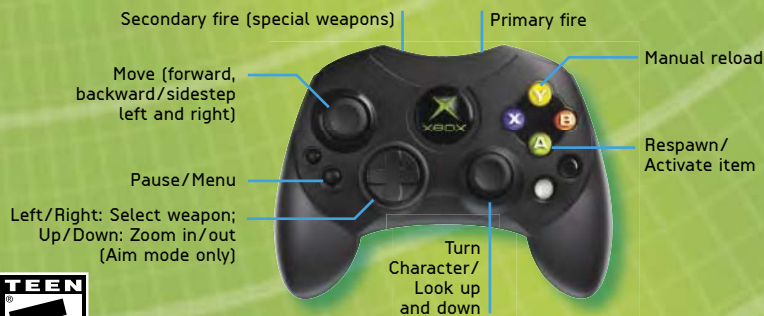 Secondary fire (special weapons)
Primary fire
Manual reload
Move (forward,
backward/sidestep
left and right)
Y
X
B
A
XBOX
Respawn/
Activate item
Pause/Menu
Left/Right: Select weapon;
Up/Down: Zoom in/out
(Aim mode only)
Turn
Character/
Look up
and down
TEEN
®